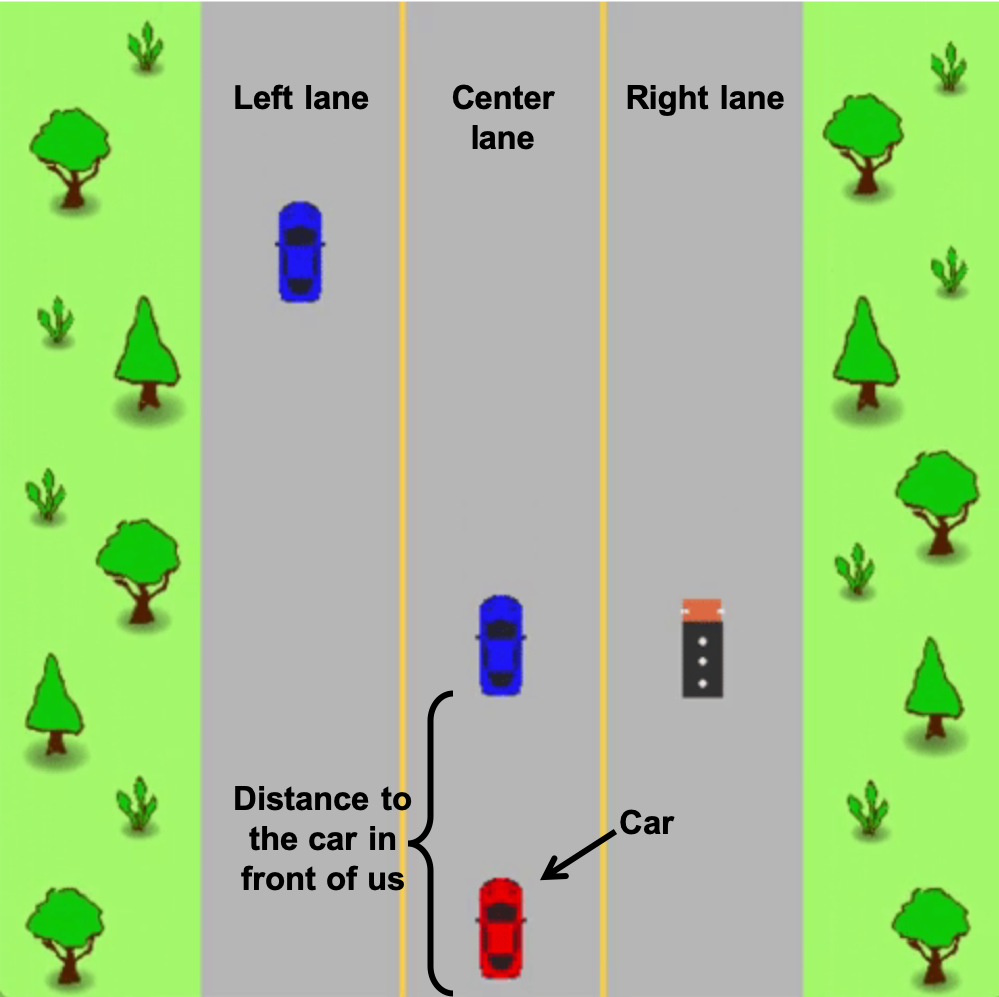 Left lane
Center
lane
Right lane
Distance to
the car in
front of us
Car